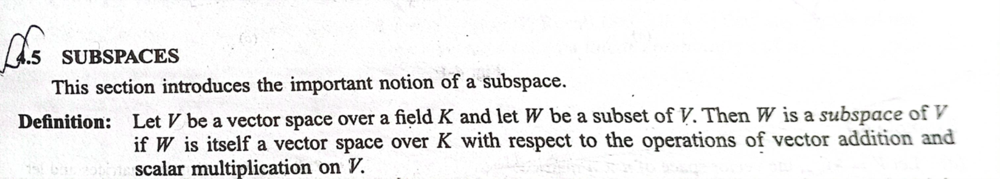 4.5 SUBSPACES
This section introduces the important notion of a subspace.
Definition: Let V be a vector space over a field K and let W be a subset of V. Then W is a subspace of V
if W is itself a vector space over K with respect to the operations of vector addition and
scalar multiplication on V.